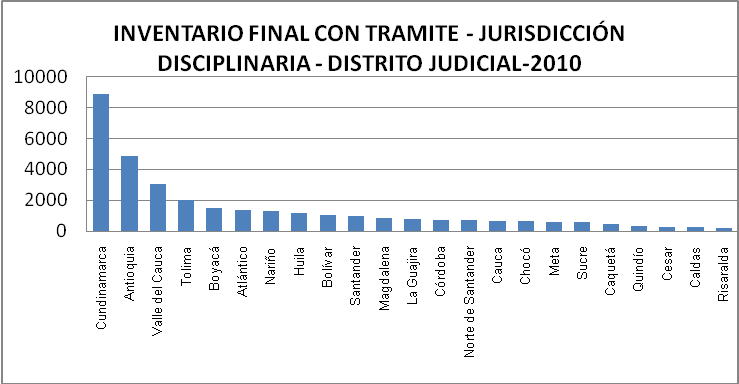 INVENTARIO FINAL CON TRAMITE - JURISDICCIÓN
DISCIPLINARIA - DISTRITO JUDICIAL-2010
10000
8000
6000
4000
2000
0
Cundinamarca
Antioquia
Valle del Cauca
Tolima
Boyacá
Atlántico
Nariño
Huila
Bolívar
Santander
Magdalena
La Guajira
Córdoba
Norte de Santander
Cauca
Chocó
Meta
Sucre
Caquetá
Quindío
Cesar
Caldas
Risaralda